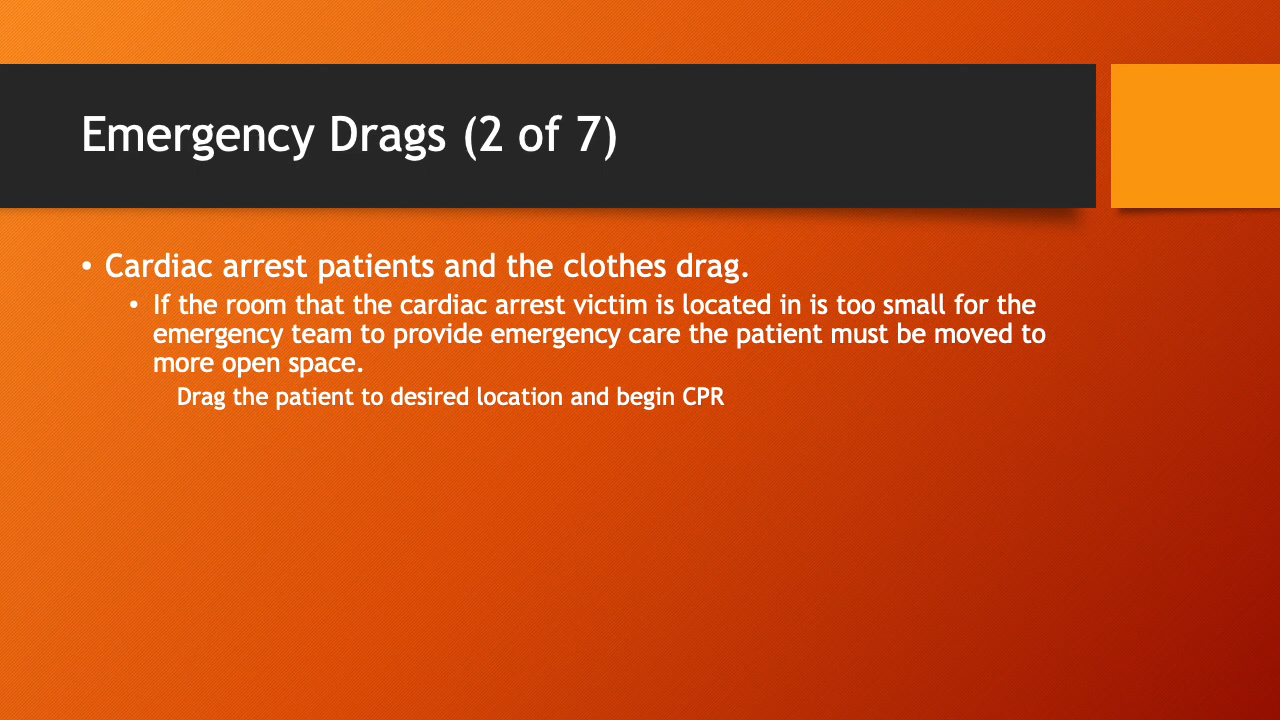 Emergency Drags (2 of 7)
• Cardiac arrest patients and the clothes drag.
• If the room that the cardiac arrest victim is located in is too small for the
emergency team to provide emergency care the patient must be moved to
more open space.
Drag the patient to desired location and begin CPR